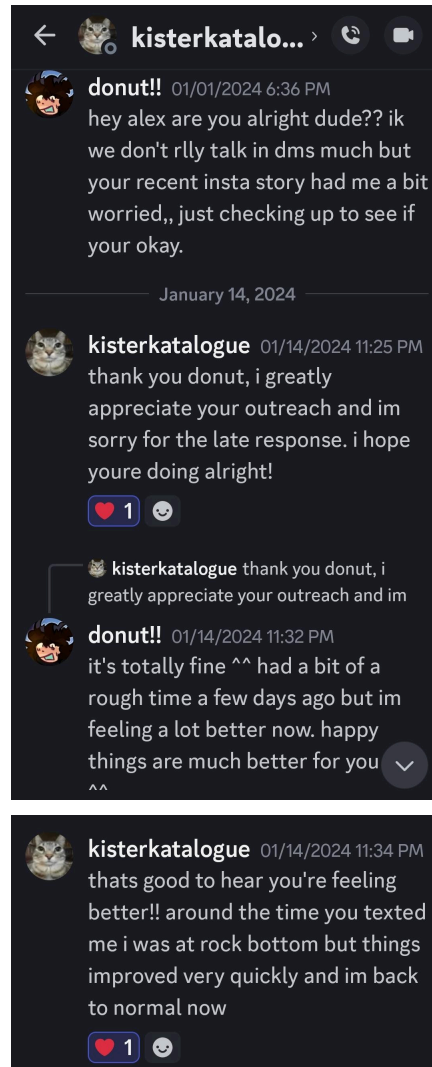 kisterkatalo...
donut!! 01/01/2024 6:36 PM
hey alex are you alright dude?? ik
we don't rlly talk in dms much but
your recent insta story had me a bit
worried,, just checking up to see if
your okay.
January 14, 2024
kisterkatalogue 01/14/2024 11:25 PM
thank you donut, i greatly
appreciate your outreach and im
sorry for the late response. i hope
youre doing alright!
1
kisterkatalogue thank you donut, i
greatly appreciate your outreach and im
donut!! 01/14/2024 11:32 PM
it's totally fine ^^ had a bit of a
rough time a few days ago but im
feeling a lot better now. happy
things are much better for you
^^
kisterkatalogue 01/14/2024 11:34 PM
thats good to hear you're feeling
better!! around the time you texted
me i was at rock bottom but things
improved very quickly and im back
to normal now
1